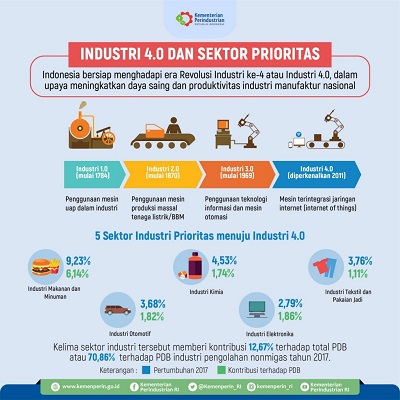 Kementerian
Perindustrian
REPUBLIK INDONESIA
INDUSTRI 4.0 DAN SEKTOR PRIORITAS
Indonesia bersiap menghadapi era Revolusi Industri ke-4 atau Industri 4.0, dalam
upaya meningkatkan daya saing dan produktivitas industri manufaktur nasional
Industri 1.0
(mulai 1784)
Industri 2.0
(mulai 1870)
Industri 3.0
(mulai 1969)
Industri 4.0
(diperkenalkan 2011)
Penggunaan mesin
uap dalam industri
Penggunaan mesin
produksi massal
tenaga listrik/BBM
Penggunaan teknologi
informasi dan mesin
otomasi
Mesin terintegrasi jaringan
internet (internet of things)
5 Sektor Industri Prioritas menuju Industri 4.0
9,23%
6,14%
Industri Makanan dan
Minuman
4,53%
1,74%
Industri Kimia
3,76%
1,11%
Industri Tekstil dan
Pakaian Jadi
3,68%
1,82%
Industri Otomotif
2,79%
1,86%
Industri Elektronika
Kelima sektor industri tersebut memberi kontribusi 12,67% terhadap total PDB
atau 70,86% terhadap PDB industri pengolahan nonmigas tahun 2017.
Keterangan :
Pertumbuhan 2017
Kontribusi terhadap PDB
www.kemenperin.go.id
Kementerian
Perindustrian RI
@Kemenperin_RI
kemenperin_ri
Kementerian
Perindustrian RI